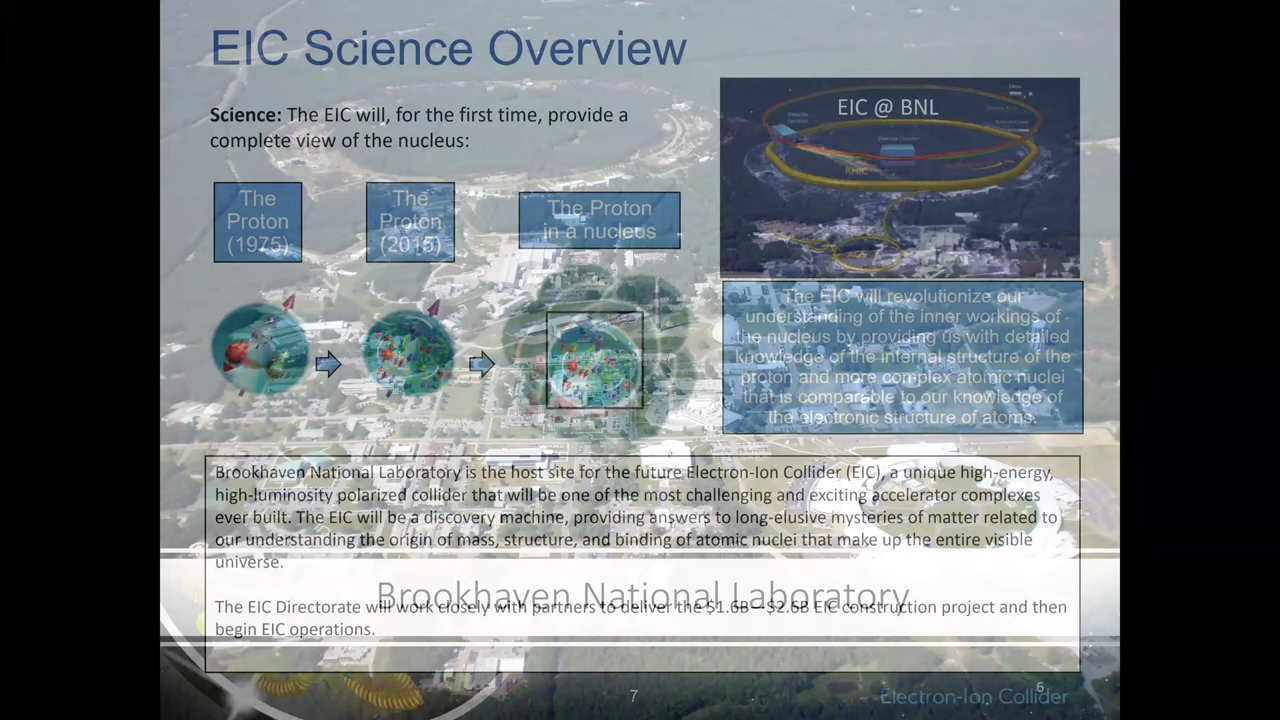 EIC Science Overview
Science: The EIC will, for the first time, provide a
complete view of the nucleus:
EIC @ BNL
Detector
Location
Detector Location
RHIC
AGS
The
Proton
(1975)
The
Proton
(2015)
The Proton
in a nucleus
The EIC will revolutionize our
understanding of the inner workings of
the nucleus by providing us with detailed
knowledge of the internal structure of the
proton and more complex atomic nuclei
that is comparable to our knowledge of
the electronic structure of atoms.
Brookhaven National Laboratory is the host site for the future Electron-Ion Collider (EIC), a unique high-energy,
high-luminosity polarized collider that will be one of the most challenging and exciting accelerator complexes
ever built. The EIC will be a discovery machine, providing answers to long-elusive mysteries of matter related to
our understanding the origin of mass, structure, and binding of atomic nuclei that make up the entire visible
universe.
Brookhaven National Laboratory
The EIC Directorate will work closely with partners to deliver the $1.6B—$2.6B EIC construction project and then
begin EIC operations.
7
6
Electron-Ion Collider